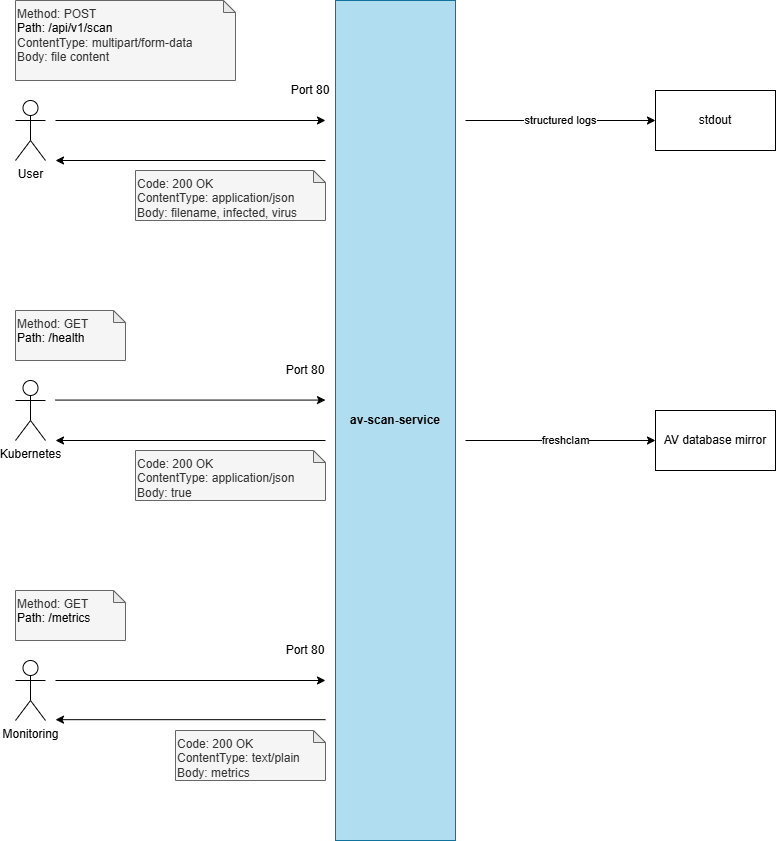 Method: POST
Path: /api/v1/scan
ContentType: multipart/form-data
Body: file content
Port 80
User
Code: 200 OK
ContentType: application/json
Body: filename, infected, virus
structured logs
stdout
Method: GET
Path: /health
Port 80
Kubernetes
Code: 200 OK
ContentType: application/json
Body: true
av-scan-service
freshclam
AV database mirror
Method: GET
Path: /metrics
Port 80
Monitoring
Code: 200 OK
ContentType: text/plain
Body: metrics